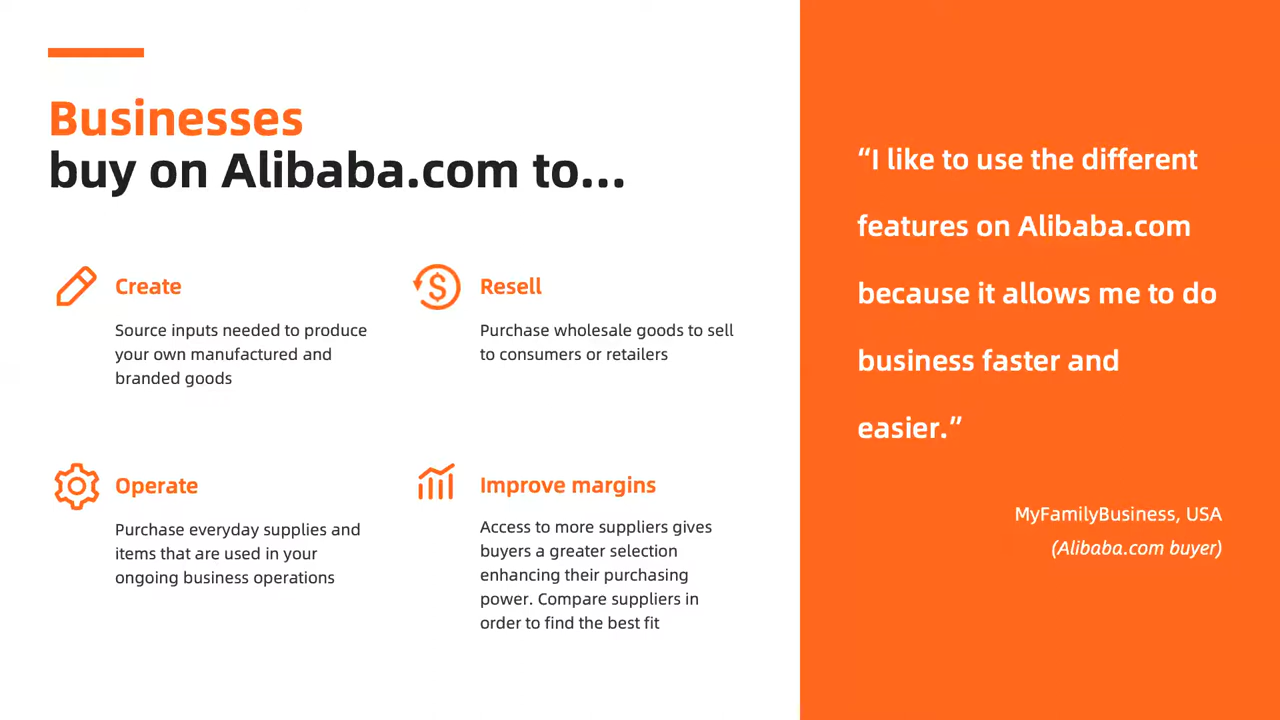 Businesses
buy on Alibaba.com to...
Create
Source inputs needed to produce
your own manufactured and
branded goods
Resell
Purchase wholesale goods to sell
to consumers or retailers
Operate
Purchase everyday supplies and
items that are used in your
ongoing business operations
Improve margins
Access to more suppliers gives
buyers a greater selection
enhancing their purchasing
power. Compare suppliers in
order to find the best fit
“I like to use the different
features on Alibaba.com
because it allows me to do
business faster and
easier.”
MyFamilyBusiness, USA
(Alibaba.com buyer)